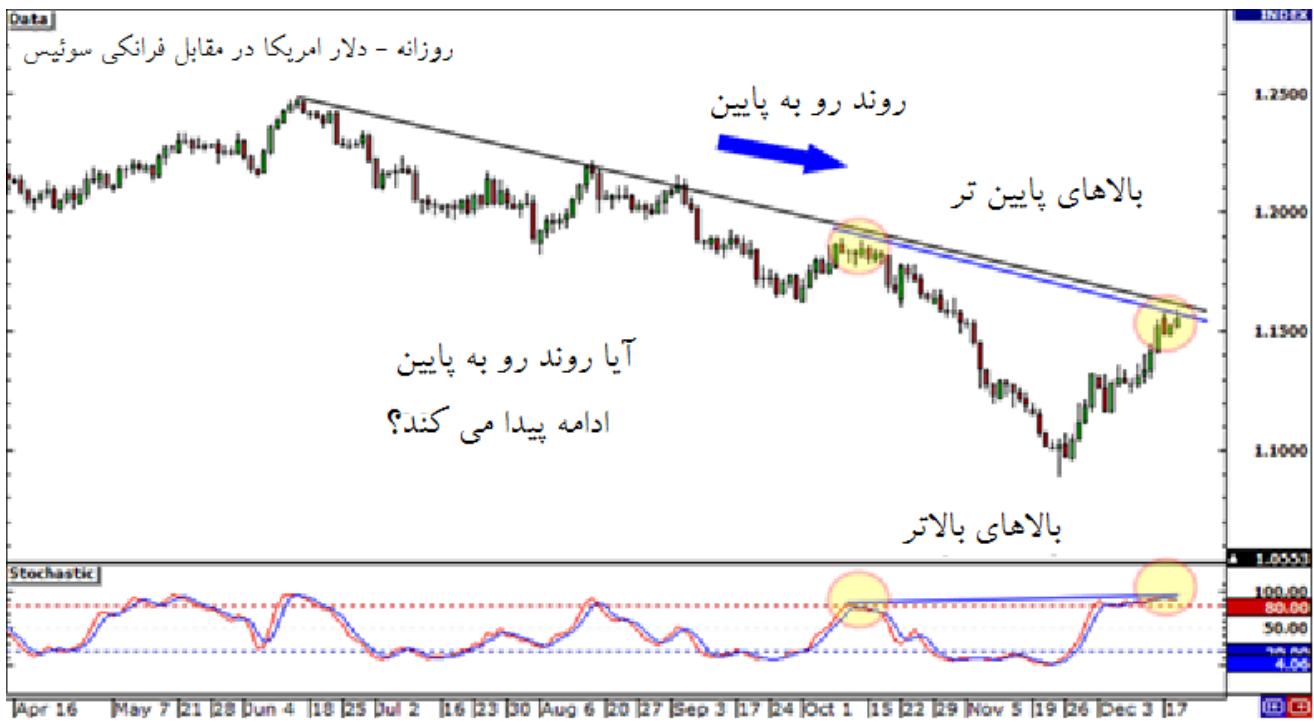 Data
INDEX
روزانه - دلار امریکا در مقابل فرانکی سوئیس
1.2500
روند رو به پایین
بالاهای پایین تر
1.2000
1.1500
آیا روند رو به پایین
ادامه پیدا می کند؟
1.1000
بالاهای بالاتر
1.0553
Stochastic
100.00
80.00
50.00
20.00
4.00
Apr 16 May 7 21 28 Jun 4 18 25 Jul 2 16 23 30 Aug 6 20 27 Sep 3 17 24 Oct 1 15 22 29 Nov 5 19 26 Dec 3 17